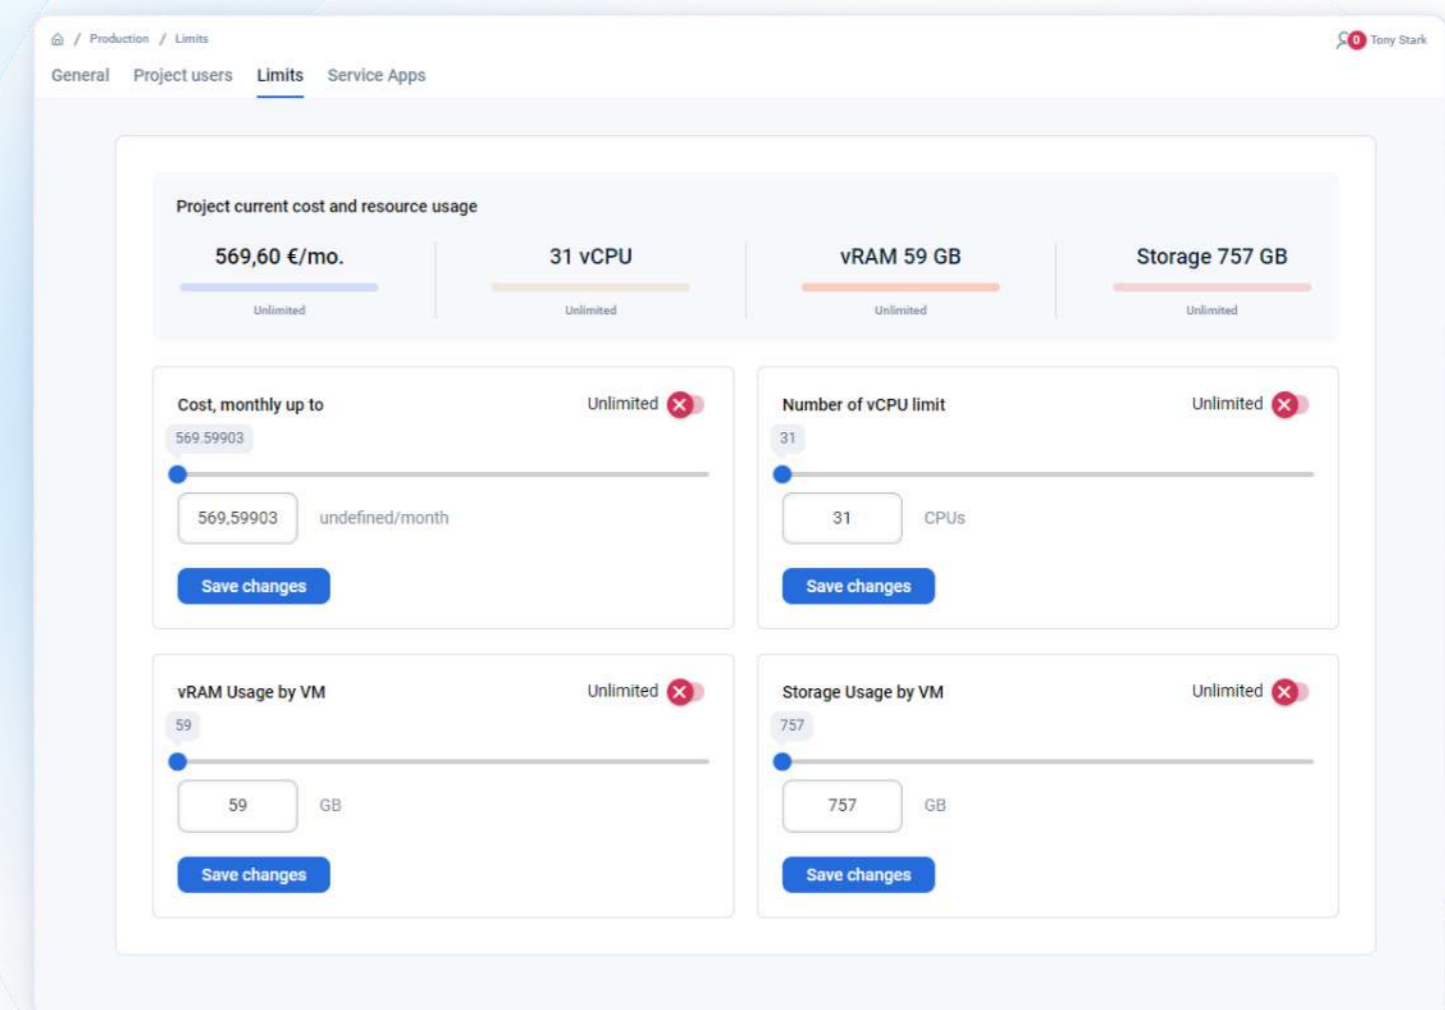 / Production / Limits
0 Tony Stark
General Project users Limits Service Apps
Project current cost and resource usage
569,60 €/mo. 31 vCPU vRAM 59 GB Storage 757 GB
Unlimited Unlimited Unlimited Unlimited
Cost, monthly up to Unlimited
569.59903
569,59903 undefined/month
Save changes
Number of vCPU limit Unlimited
31
31 CPUs
Save changes
vRAM Usage by VM Unlimited
59
59 GB
Save changes
Storage Usage by VM Unlimited
757
757 GB
Save changes